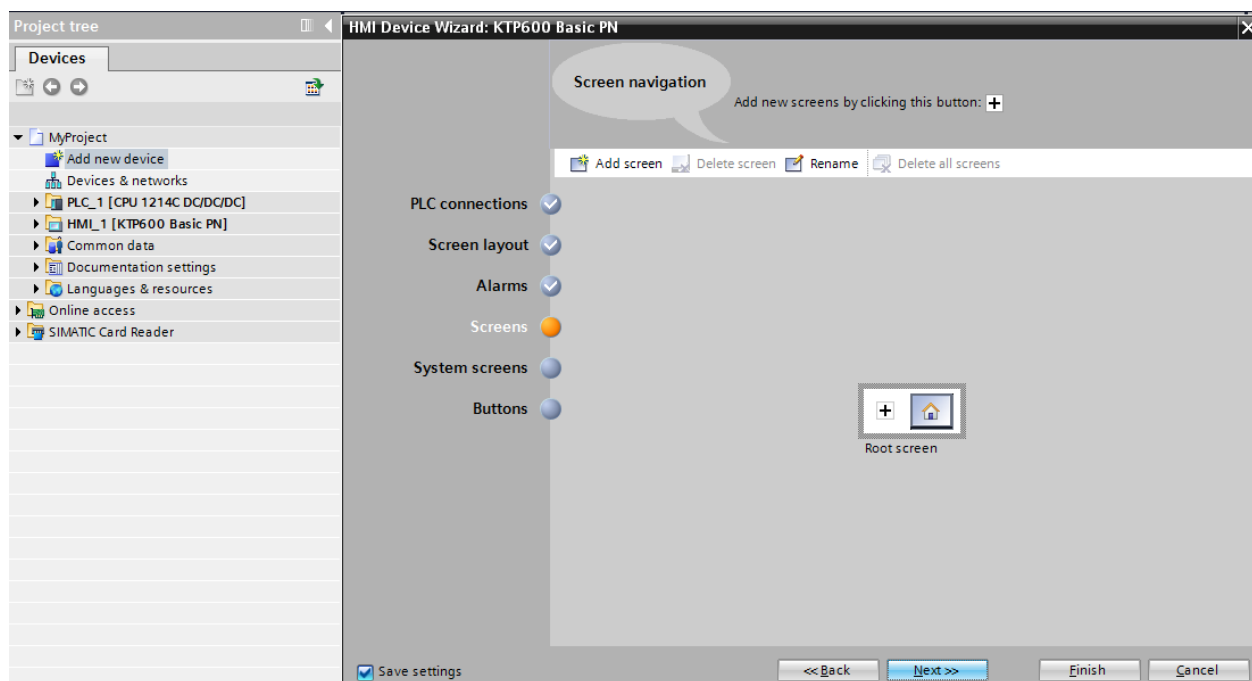 Project tree
Devices
MyProject
Add new device
Devices & networks
PLC_1 [CPU 1214C DC/DC/DC]
HMI_1 [KTP600 Basic PN]
Common data
Documentation settings
Languages & resources
Online access
SIMATIC Card Reader
HMI Device Wizard: KTP600 Basic PN
Screen navigation
Add new screens by clicking this button:
Add screen Delete screen Rename Delete all screens
PLC connections
Screen layout
Alarms
Screens
System screens
Buttons
Root screen
Save settings
<< Back Next >> Finish Cancel